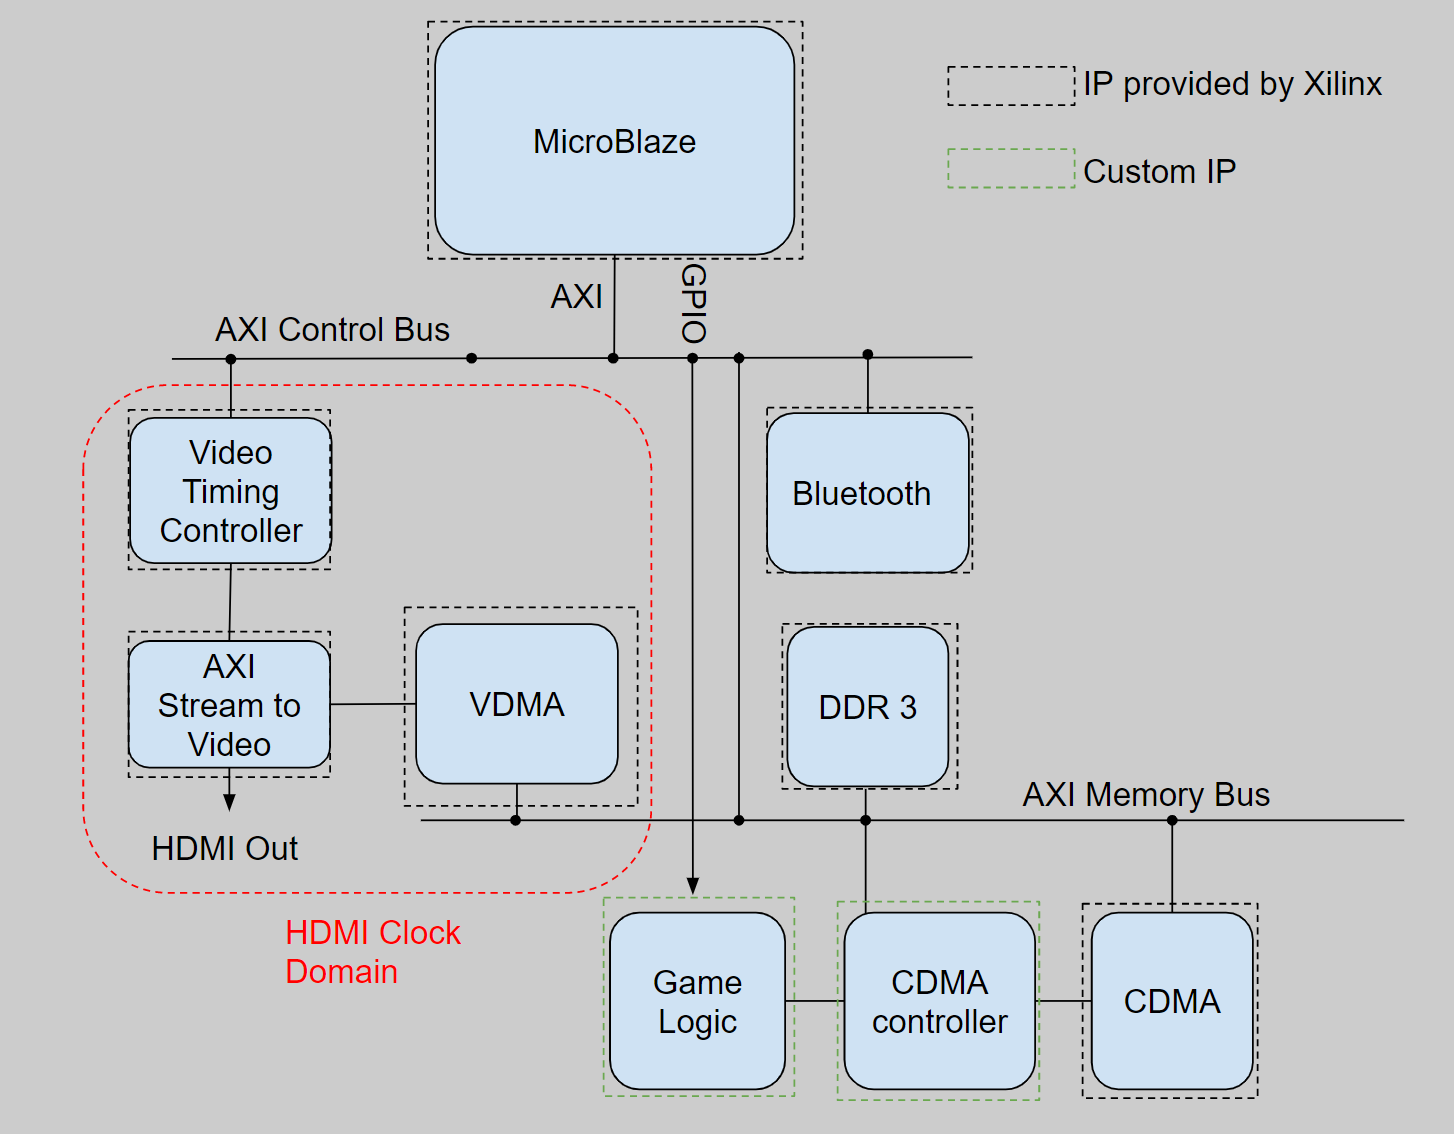 MicroBlaze
IP provided by Xilinx
Custom IP
AXI
GPIO
AXI Control Bus
Video
Timing
Controller
Bluetooth
AXI
Stream to
Video
VDMA
DDR 3
AXI Memory Bus
HDMI Out
HDMI Clock
Domain
Game
Logic
CDMA
controller
CDMA